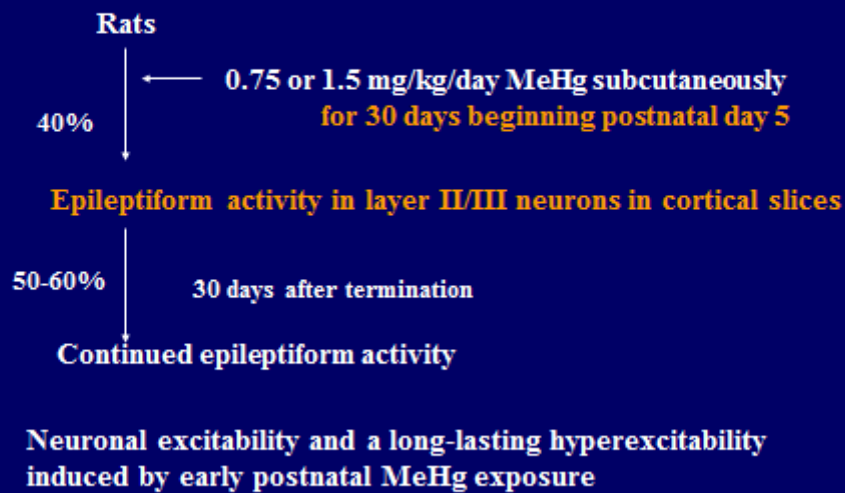 Rats
0.75 or 1.5 mg/kg/day MeHg subcutaneously
for 30 days beginning postnatal day 5
40%
Epileptiform activity in layer II/III neurons in cortical slices
50-60%
30 days after termination
Continued epileptiform activity
Neuronal excitability and a long-lasting hyperexcitability
induced by early postnatal MeHg exposure